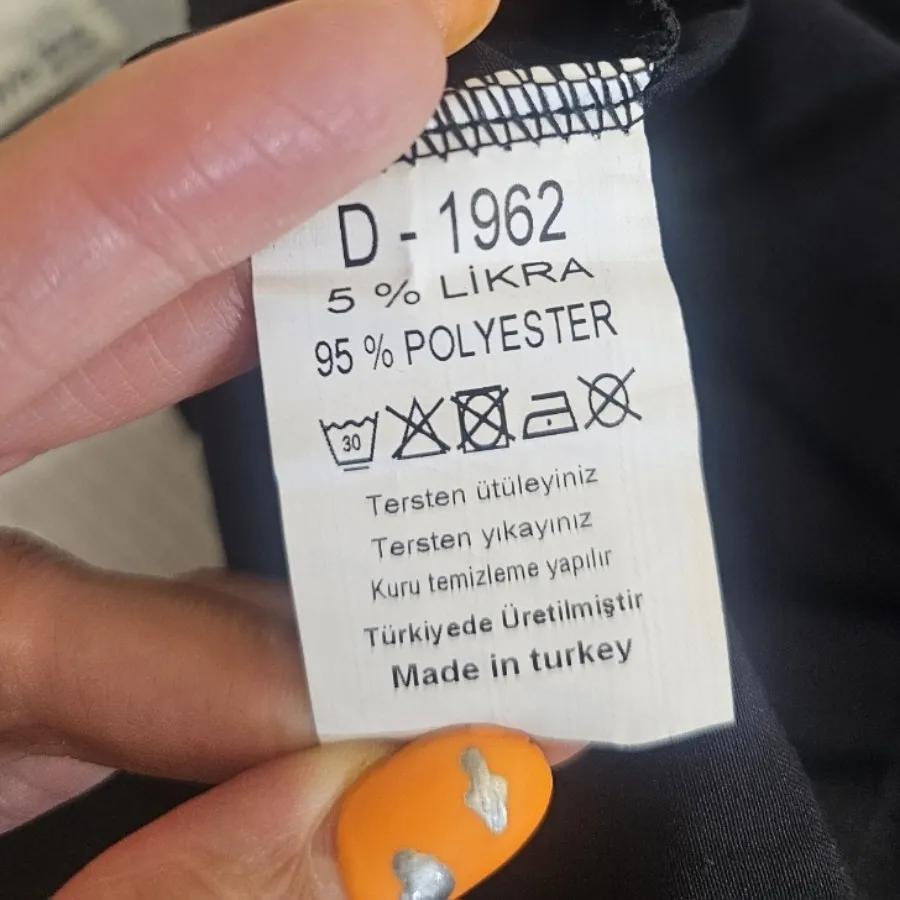 D - 1962
5 % LİKRA
95 % POLYESTER
30
Tersten ütüleyiniz
Tersten yıkayınız
Kuru temizleme yapılır
Türkiyede Üretilmiştir
Made in turkey